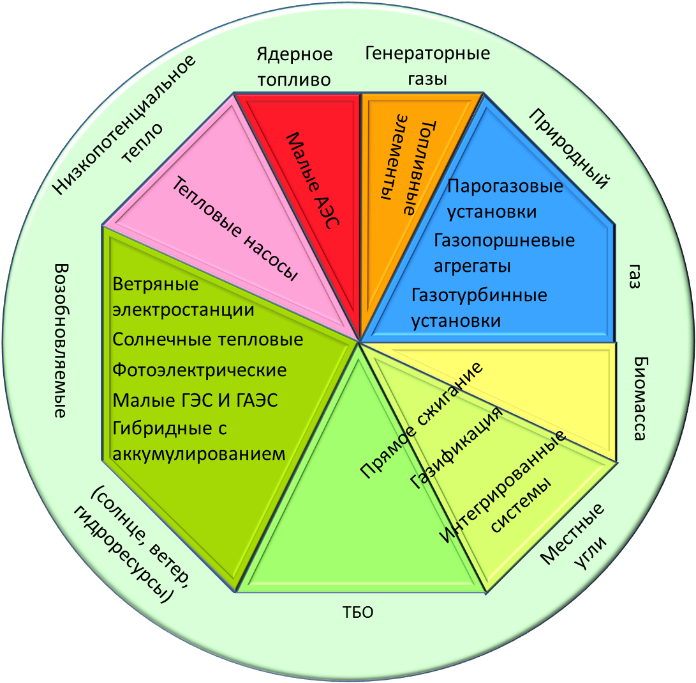 Ядерное
топливо
Генераторные
газы
Природный
газ
Биомасса
Местные
угли
ТБО
(солнце, ветер,
гидроресурсы)
Возобновляемые
Низкопотенциальное
тепло
Малые АЭС
Топливные
элементы
Парогазовые
установки
Газопоршневые
агрегаты
Газотурбинные
установки
Прямое сжигание
Газификация
Интегрированные
системы
Ветряные
электростанции
Солнечные тепловые
Фотоэлектрические
Малые ГЭС И ГАЭС
Гибридные с
аккумулированием
Тепловые насосы